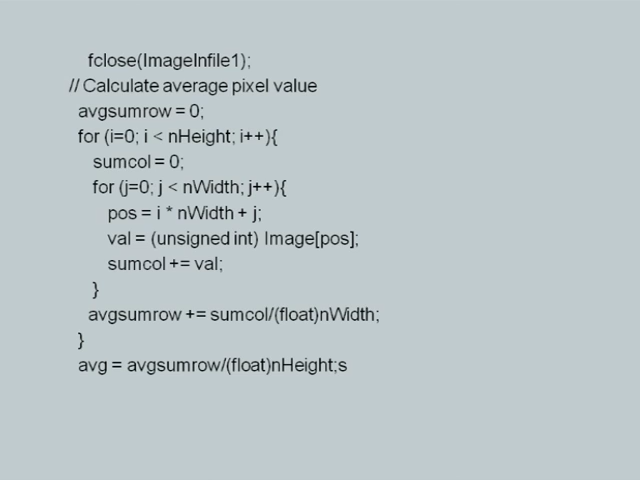 fclose(ImageInfile1);
// Calculate average pixel value
avgsumrow = 0;
for (i=0; i < nHeight; i++){
sumcol = 0;
for (j=0; j < nWidth; j++){
pos = i * nWidth + j;
val = (unsigned int) Image[pos];
sumcol += val;
}
avgsumrow += sumcol/(float)nWidth;
}
avg = avgsumrow/(float)nHeight;s